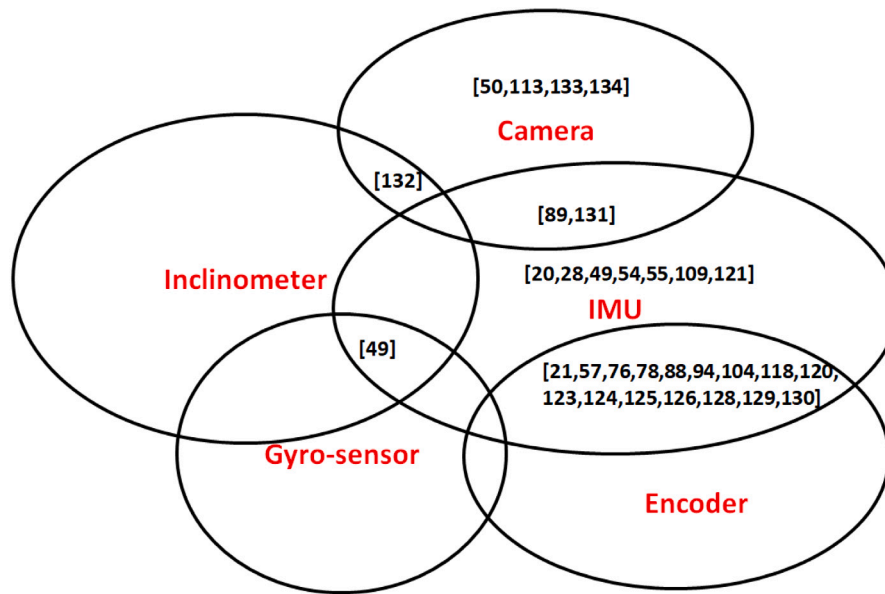 [50,113,133,134]
Camera
[132]
[89,131]
Inclinometer
[20,28,49,54,55,109,121]
IMU
[49]
[21,57,76,78,88,94,104,118,120,
123,124,125,126,128,129,130]
Gyro-sensor
Encoder